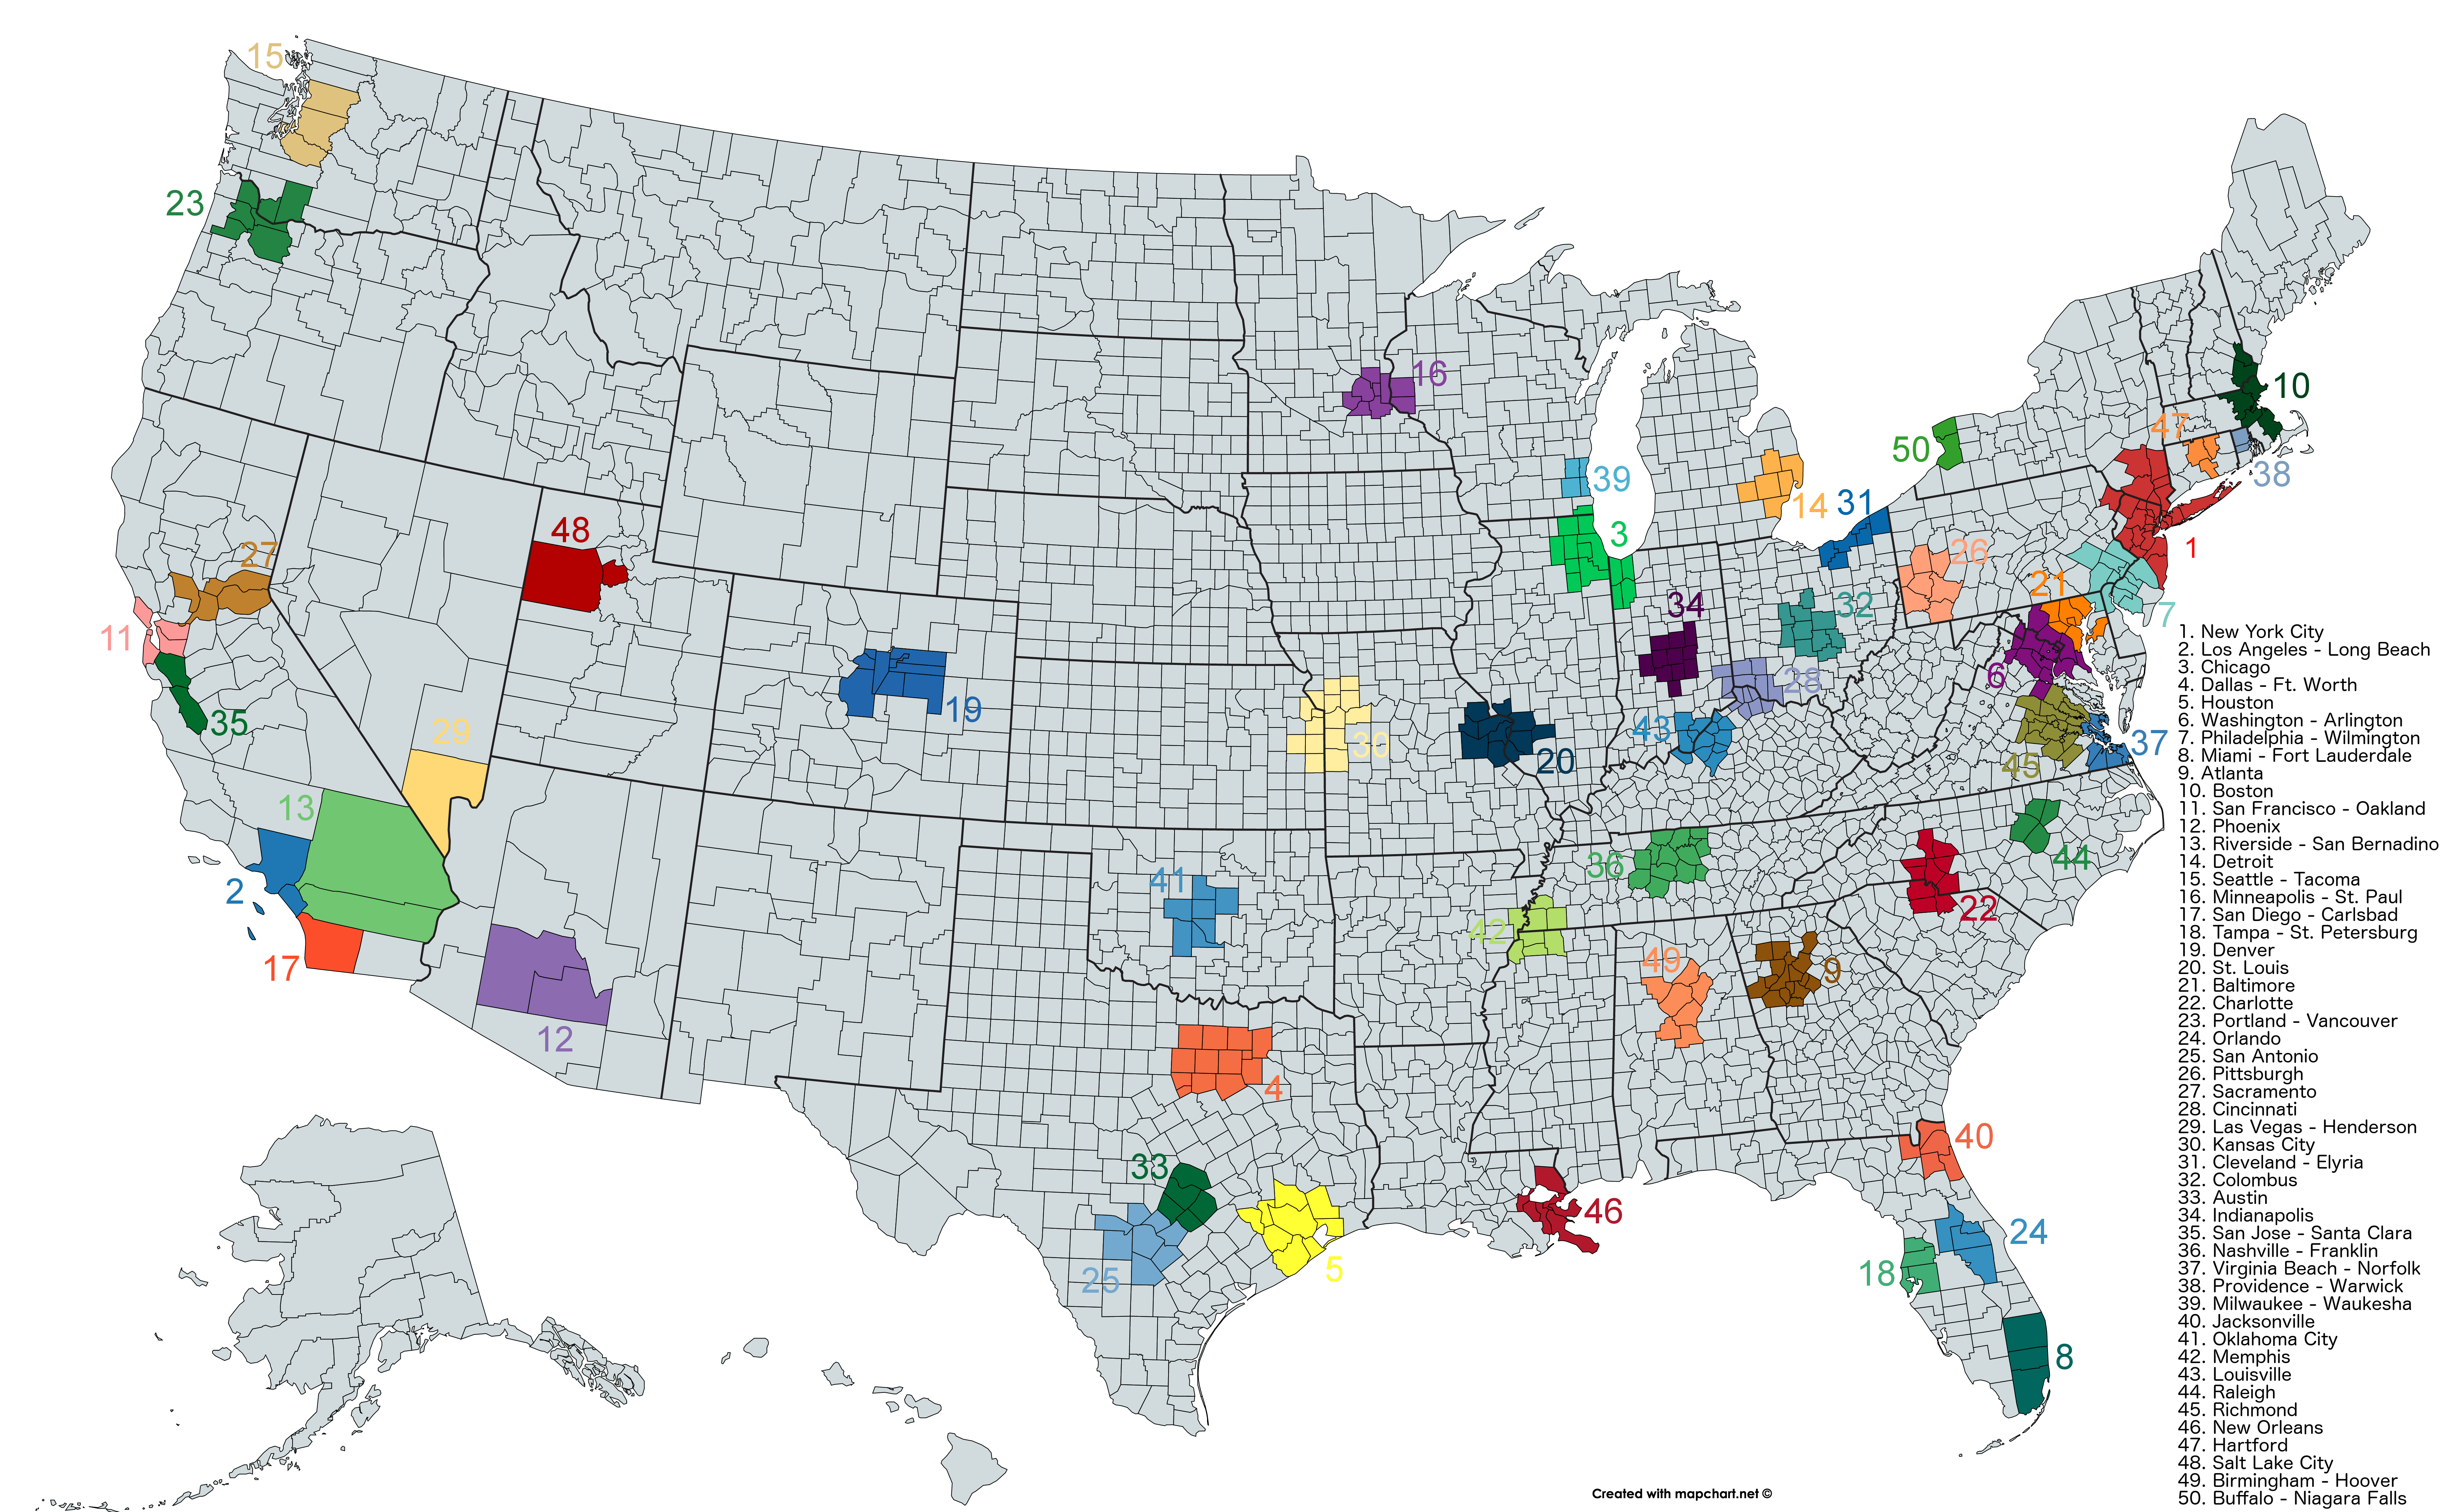 15
23
50
10
47
38
16
39
14
31
3
1
26
21
7
48
27
11
34
32
28
6
35
19
29
30
43
20
45
37
13
2
41
36
44
42
22
17
49
9
12
4
33
40
46
24
25
5
18
8
1. New York City
2. Los Angeles - Long Beach
3. Chicago
4. Dallas - Ft. Worth
5. Houston
6. Washington - Arlington
7. Philadelphia - Wilmington
8. Miami - Fort Lauderdale
9. Atlanta
10. Boston
11. San Francisco - Oakland
12. Phoenix
13. Riverside - San Bernadino
14. Detroit
15. Seattle - Tacoma
16. Minneapolis - St. Paul
17. San Diego - Carlsbad
18. Tampa - St. Petersburg
19. Denver
20. St. Louis
21. Baltimore
22. Charlotte
23. Portland - Vancouver
24. Orlando
25. San Antonio
26. Pittsburgh
27. Sacramento
28. Cincinnati
29. Las Vegas - Henderson
30. Kansas City
31. Cleveland - Elyria
32. Colombus
33. Austin
34. Indianapolis
35. San Jose - Santa Clara
36. Nashville - Franklin
37. Virginia Beach - Norfolk
38. Providence - Warwick
39. Milwaukee - Waukesha
40. Jacksonville
41. Oklahoma City
42. Memphis
43. Louisville
44. Raleigh
45. Richmond
46. New Orleans
47. Hartford
48. Salt Lake City
49. Birmingham - Hoover
50. Buffalo - Niagara Falls
Created with mapchart.net ©